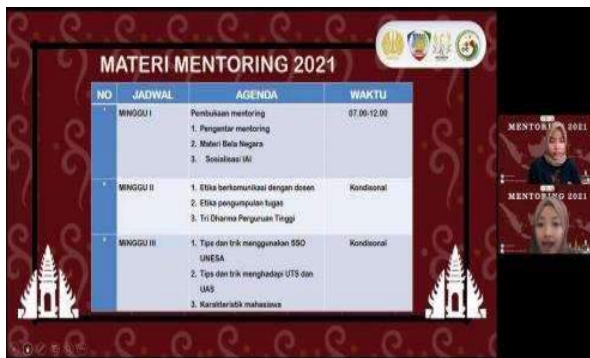 MATERI MENTORING 2021
NO JADWAL AGENDA WAKTU
MINGGU I Pembukaan mentoring 07.00-12.00
1. Pengantar mentoring
2. Materi Bela Negara
3. Sosialisasi IAI
MINGGU II 1. Etika berkomunikasi dengan dosen Kondisonal
2. Etika pengumpulan tugas
3. Tri Dharma Perguruan Tinggi
MINGGU III 1. Tips dan trik menggunakan SSO Kondisonal
UNESA
2. Tips dan trik menghadapi UTS dan
UAS
3. Karakteristik mahasiswa
MENTORING 2021
MENTORING 2021